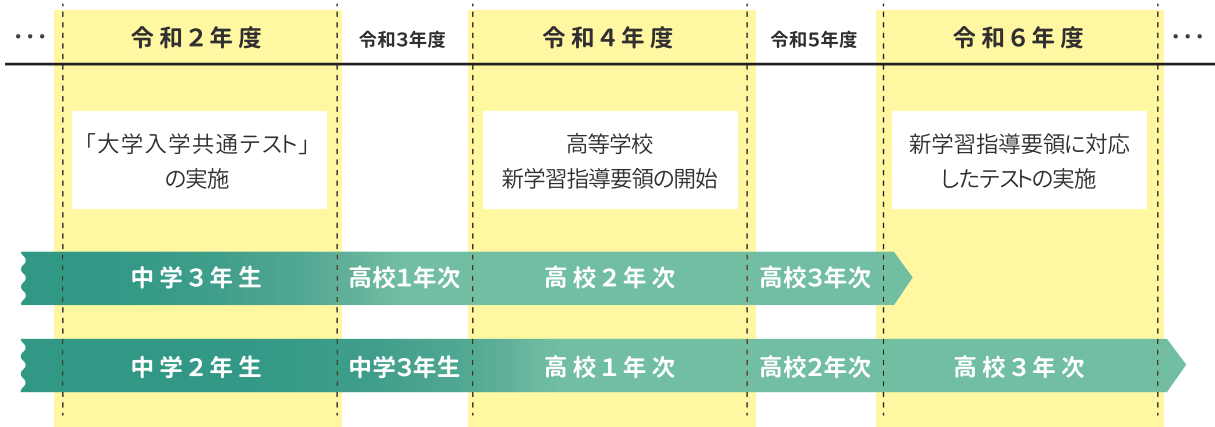 … 令和2年度 令和3年度 令和4年度 令和5年度 令和6年度 …
「大学入学共通テスト」
の実施
高等学校
新学習指導要領の開始
新学習指導要領に対応
したテストの実施
中学3年生 高校1年次 高校2年次 高校3年次
中学2年生 中学3年生 高校1年次 高校2年次 高校3年次